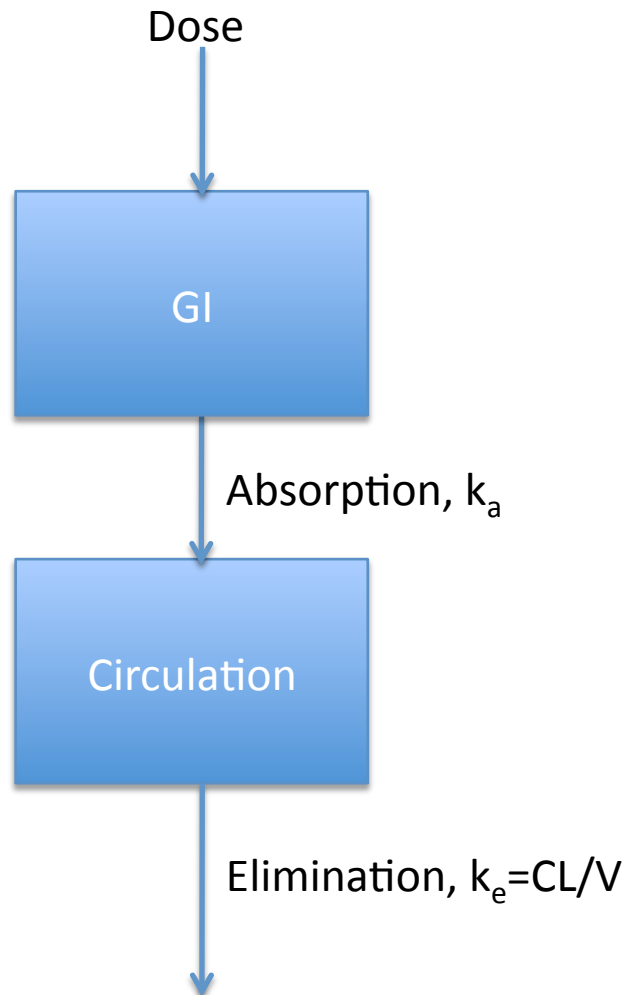 Dose
GI
Absorption, kₐ
Circulation
Elimination, kₑ=CL/V